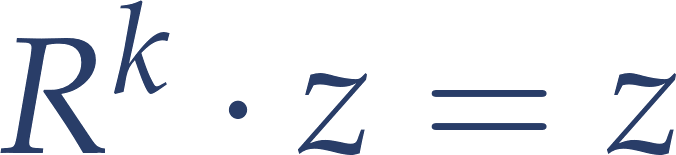 R^k · z = z